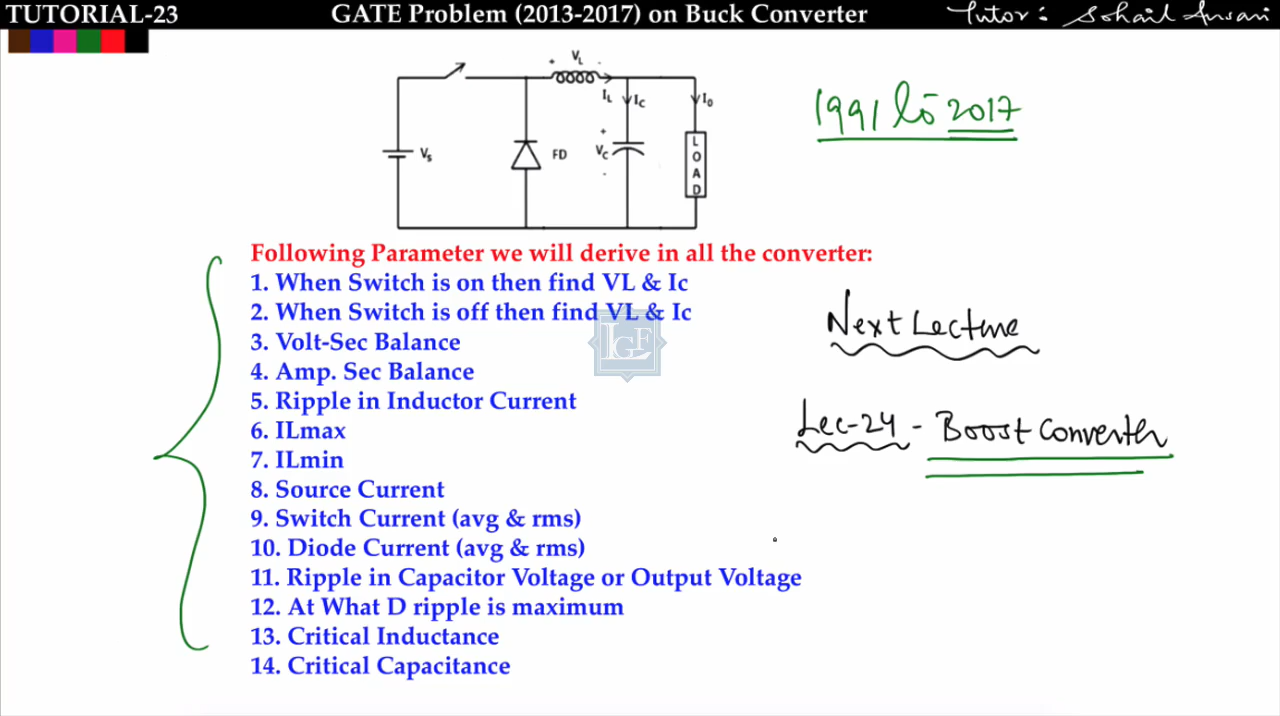 TUTORIAL-23
GATE Problem (2013-2017) on Buck Converter
Tutor: Sohail Ansari
VL
+ -
IL
IC
I0
1991 to 2017
VS
FD
+
VC
-
LOAD
Following Parameter we will derive in all the converter:
1. When Switch is on then find VL & Ic
2. When Switch is off then find VL & Ic
3. Volt-Sec Balance
4. Amp. Sec Balance
5. Ripple in Inductor Current
6. ILmax
7. ILmin
8. Source Current
9. Switch Current (avg & rms)
10. Diode Current (avg & rms)
11. Ripple in Capacitor Voltage or Output Voltage
12. At What D ripple is maximum
13. Critical Inductance
14. Critical Capacitance
LGF
Next Lecture
Lec-24 - Boost Converter